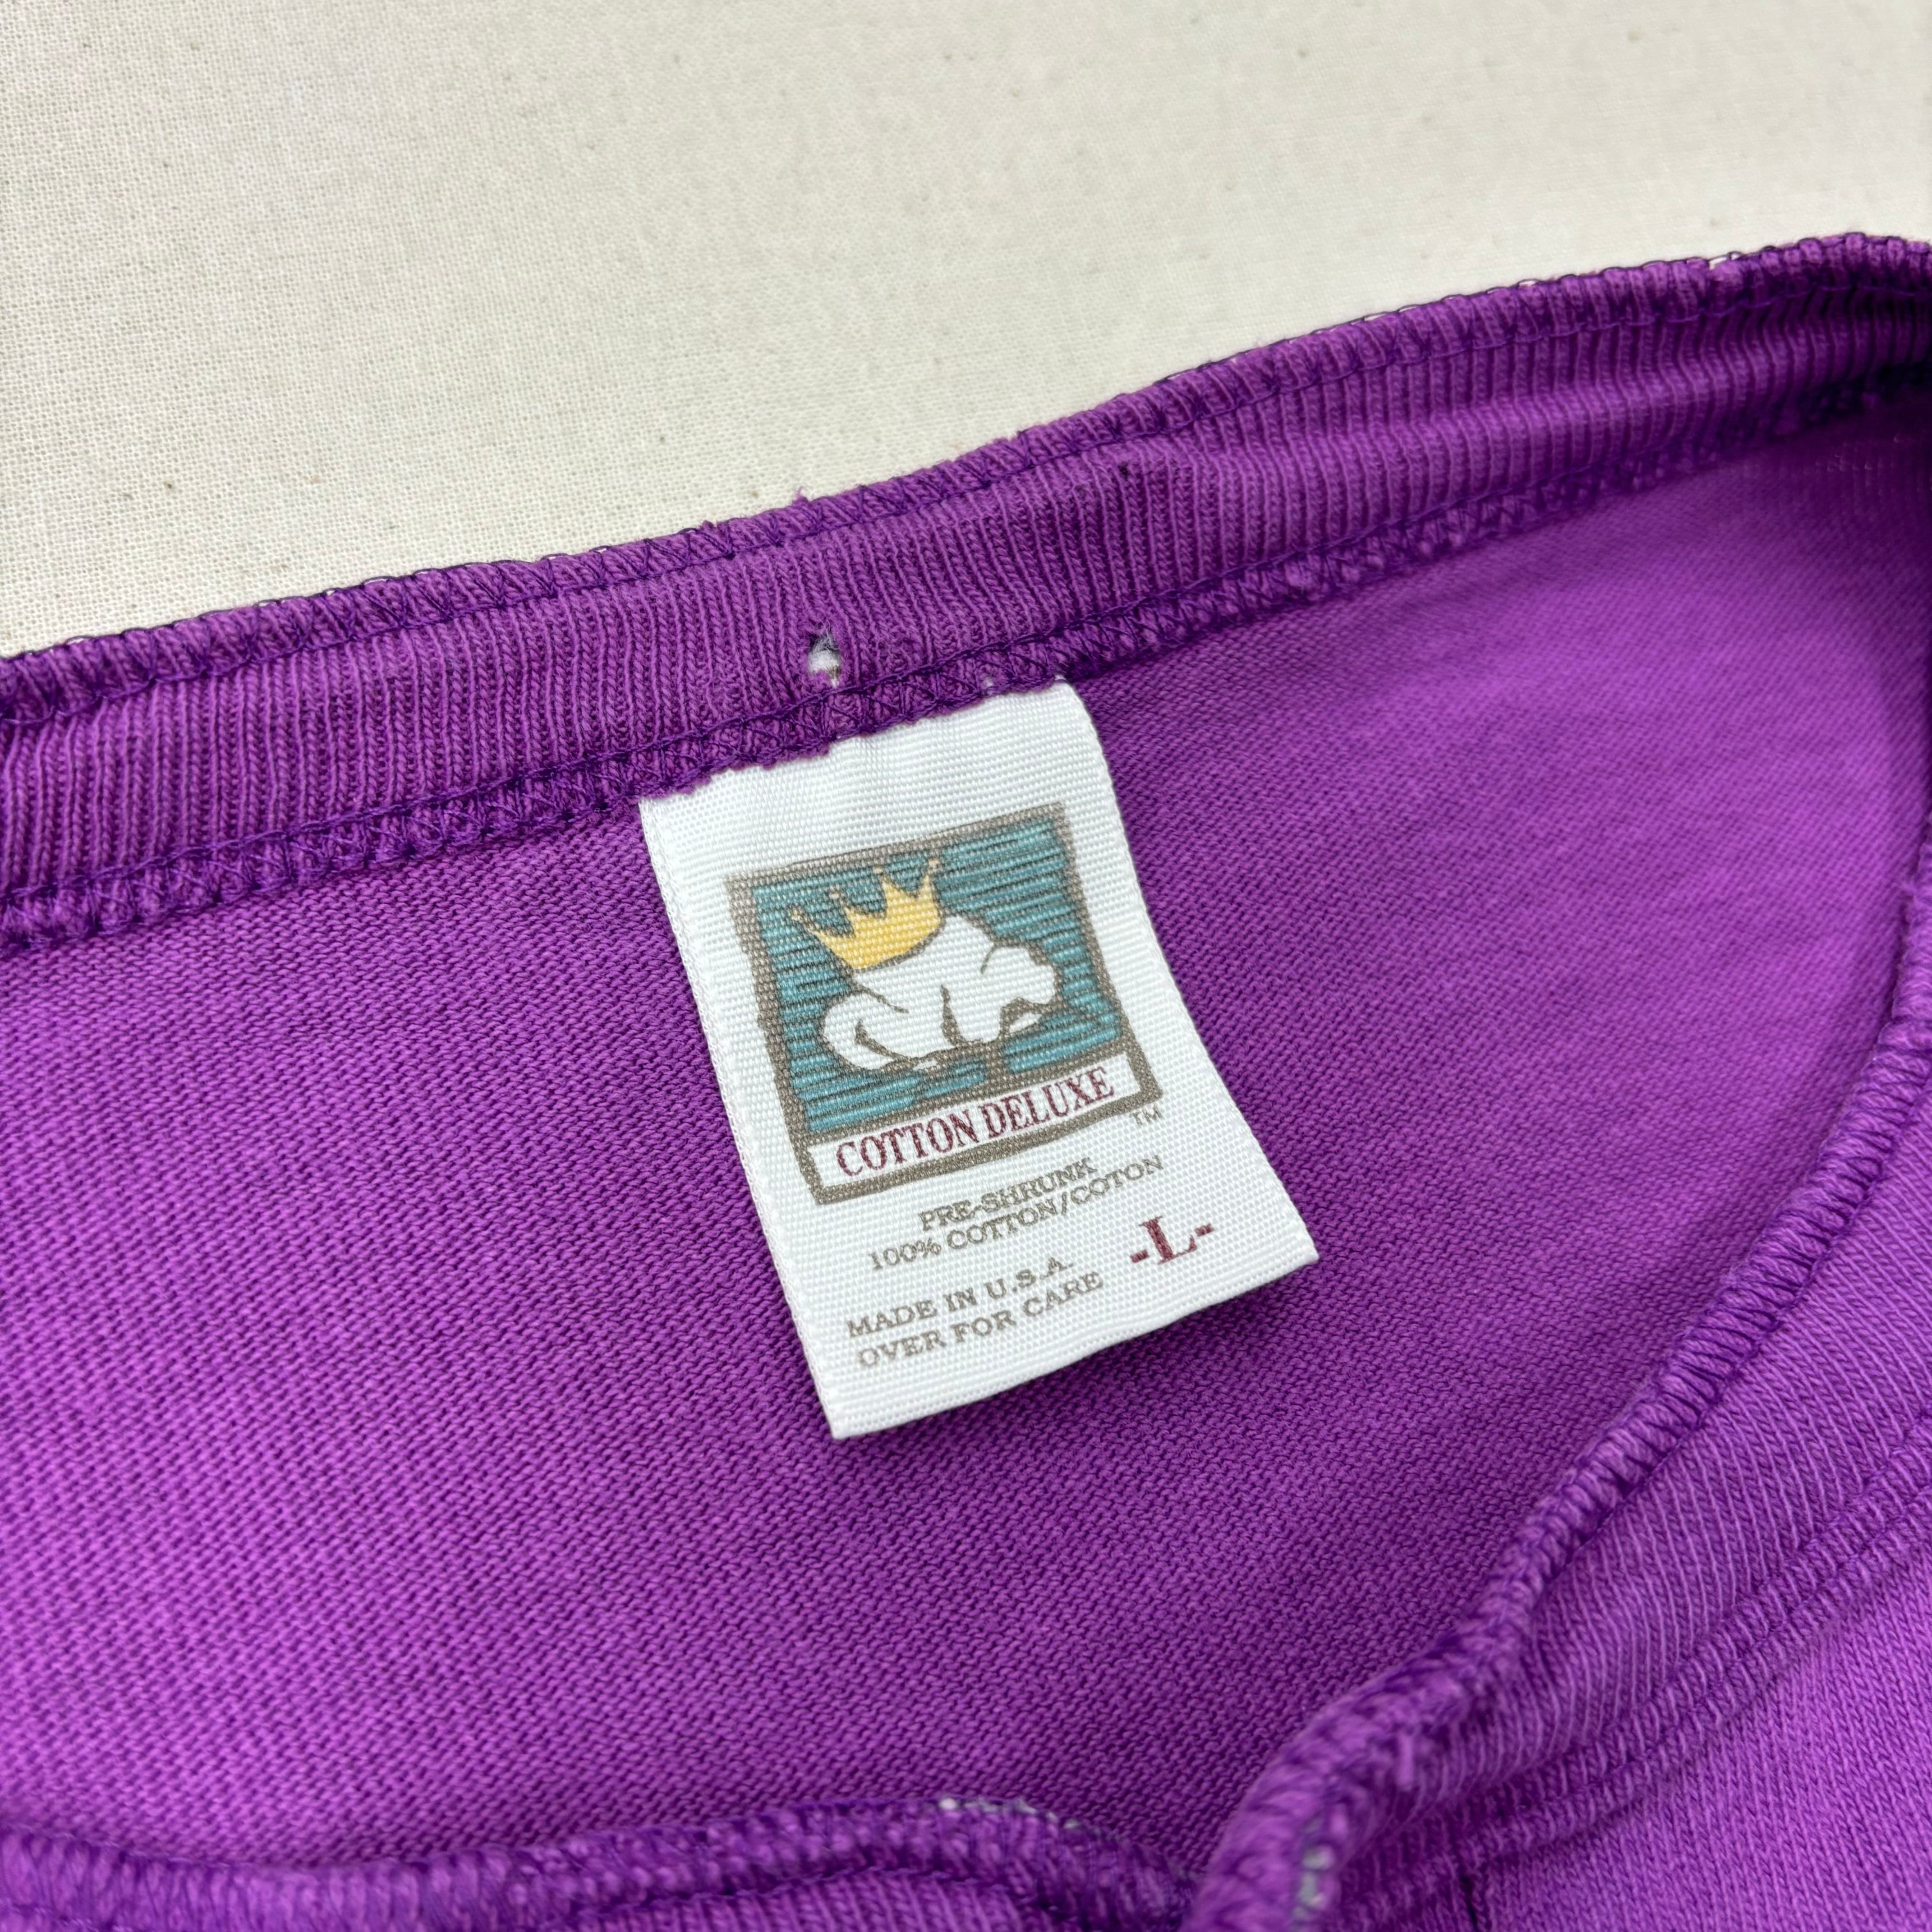 COTTON DELUXE
TM
PRE-SHRUNK
100% COTTON/COTON
-L-
MADE IN U.S.A.
OVER FOR CARE